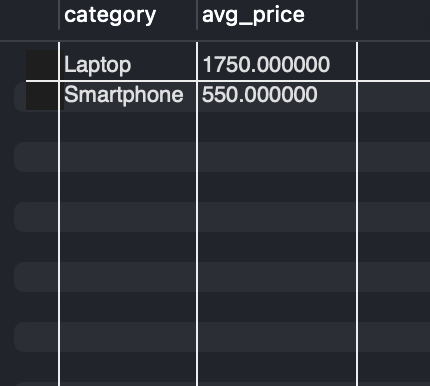 category avg_price
Laptop 1750.000000
Smartphone 550.000000